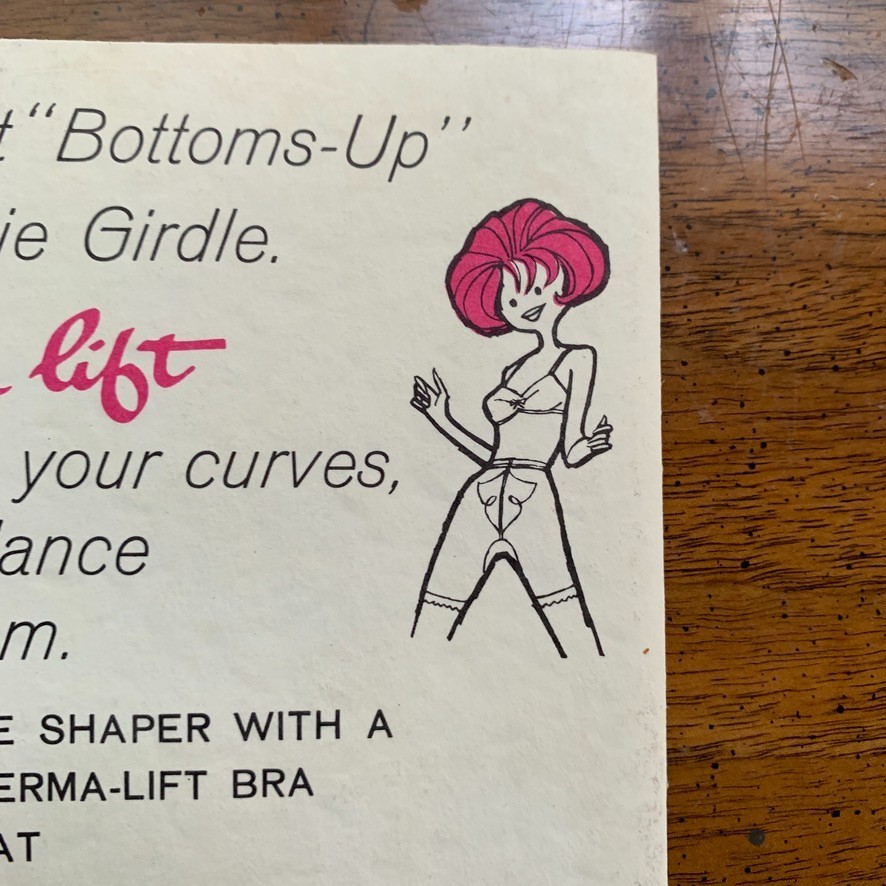 t "Bottoms-Up"
ie Girdle.
lift
your curves,
lance
m.
E SHAPER WITH A
ERMA-LIFT BRA
AT